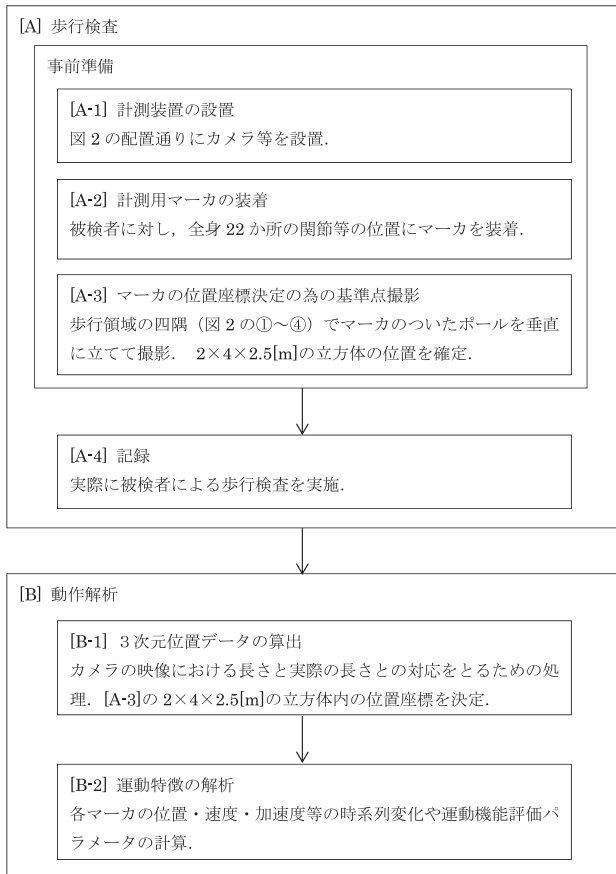 [A] 歩行検査
事前準備
[A-1] 計測装置の設置
図 2 の配置通りにカメラ等を設置．
[A-2] 計測用マーカの装着
被検者に対し，全身 22 か所の関節等の位置にマーカを装着．
[A-3] マーカの位置座標決定の為の基準点撮影
歩行領域の四隅（図 2 の①～④）でマーカのついたポールを垂直
に立てて撮影． 2×4×2.5[m]の立方体の位置を確定．
[A-4] 記録
実際に被検者による歩行検査を実施．
[B] 動作解析
[B-1] ３次元位置データの算出
カメラの映像における長さと実際の長さとの対応をとるための処
理．[A-3]の 2×4×2.5[m]の立方体内の位置座標を決定．
[B-2] 運動特徴の解析
各マーカの位置・速度・加速度等の時系列変化や運動機能評価パ
ラメータの計算．